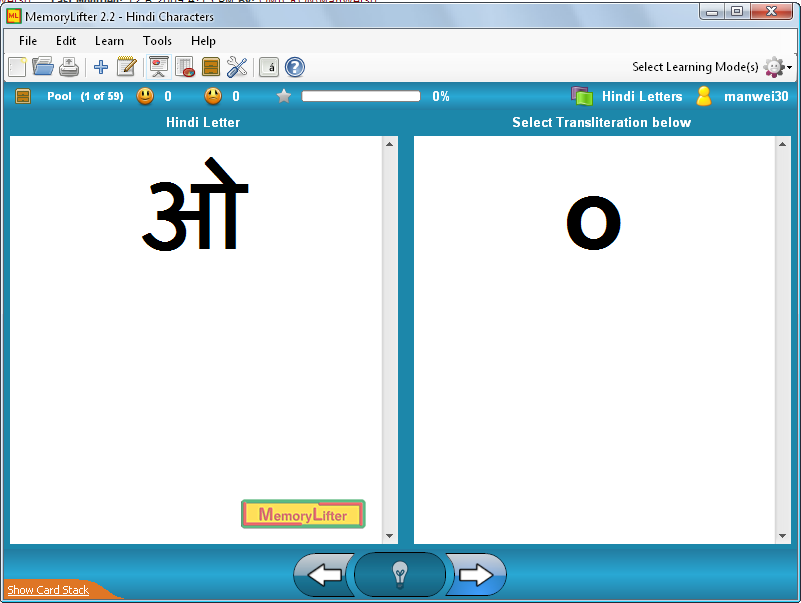 MemoryLifter 2.2 - Hindi Characters
File Edit Learn Tools Help
á ? Select Learning Mode(s)
Pool (1 of 59) 0 0 0% Hindi Letters manwei30
Hindi Letter Select Transliteration below
ओ o
MemoryLifter
Show Card Stack